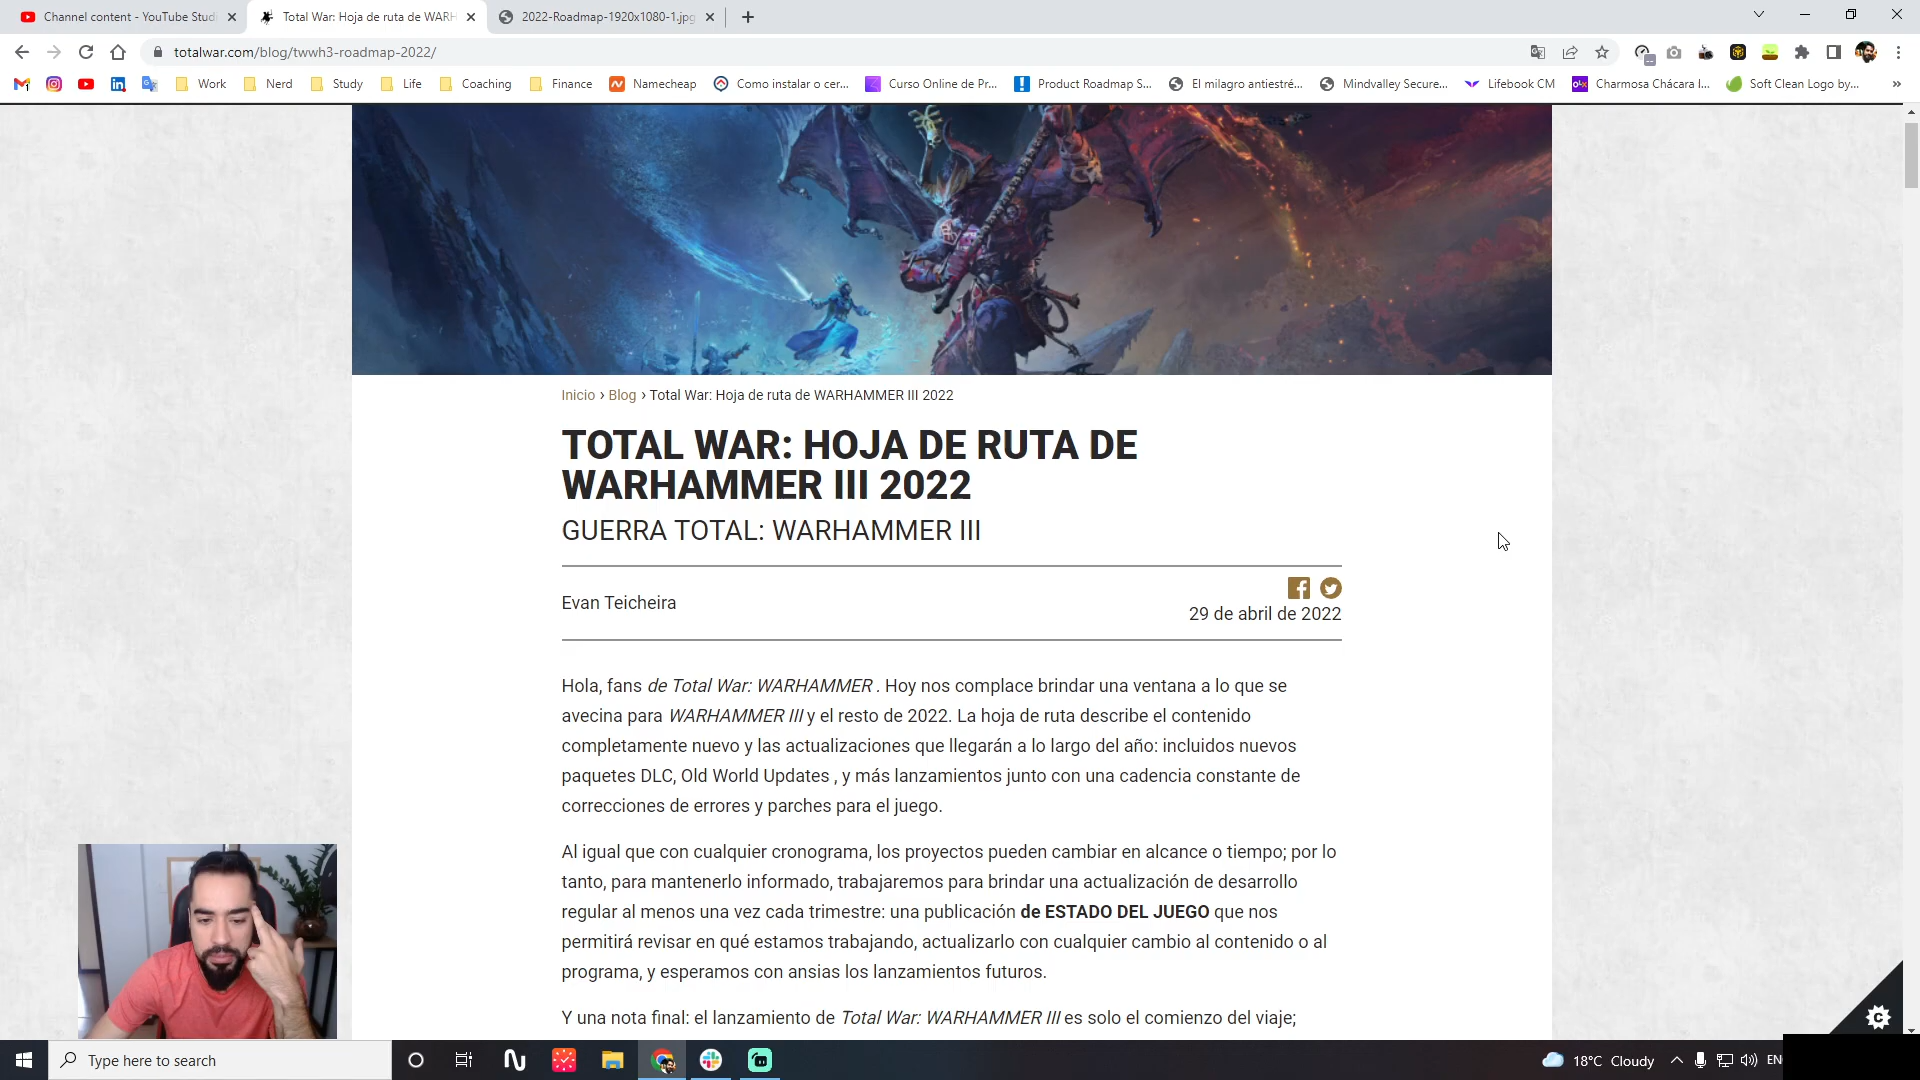 Channel content - YouTube Studi
Total War: Hoja de ruta de WARH
2022-Roadmap-1920x1080-1.jpg
totalwar.com/blog/twwh3-roadmap-2022/
Work
Nerd
Study
Life
Coaching
Finance
Namecheap
Como instalar o cer...
Curso Online de Pr...
Product Roadmap S...
El milagro antiestré...
Mindvalley Secure...
Lifebook CM
Charmosa Chácara I...
Soft Clean Logo by...
Inicio › Blog › Total War: Hoja de ruta de WARHAMMER III 2022
TOTAL WAR: HOJA DE RUTA DE
WARHAMMER III 2022
GUERRA TOTAL: WARHAMMER III
Evan Teicheira
29 de abril de 2022
Hola, fans de Total War: WARHAMMER . Hoy nos complace brindar una ventana a lo que se
avecina para WARHAMMER III y el resto de 2022. La hoja de ruta describe el contenido
completamente nuevo y las actualizaciones que llegarán a lo largo del año: incluidos nuevos
paquetes DLC, Old World Updates , y más lanzamientos junto con una cadencia constante de
correcciones de errores y parches para el juego.
Al igual que con cualquier cronograma, los proyectos pueden cambiar en alcance o tiempo; por lo
tanto, para mantenerlo informado, trabajaremos para brindar una actualización de desarrollo
regular al menos una vez cada trimestre: una publicación de ESTADO DEL JUEGO que nos
permitirá revisar en qué estamos trabajando, actualizarlo con cualquier cambio al contenido o al
programa, y esperamos con ansias los lanzamientos futuros.
Y una nota final: el lanzamiento de Total War: WARHAMMER III es solo el comienzo del viaje;
Type here to search
18°C Cloudy
EN